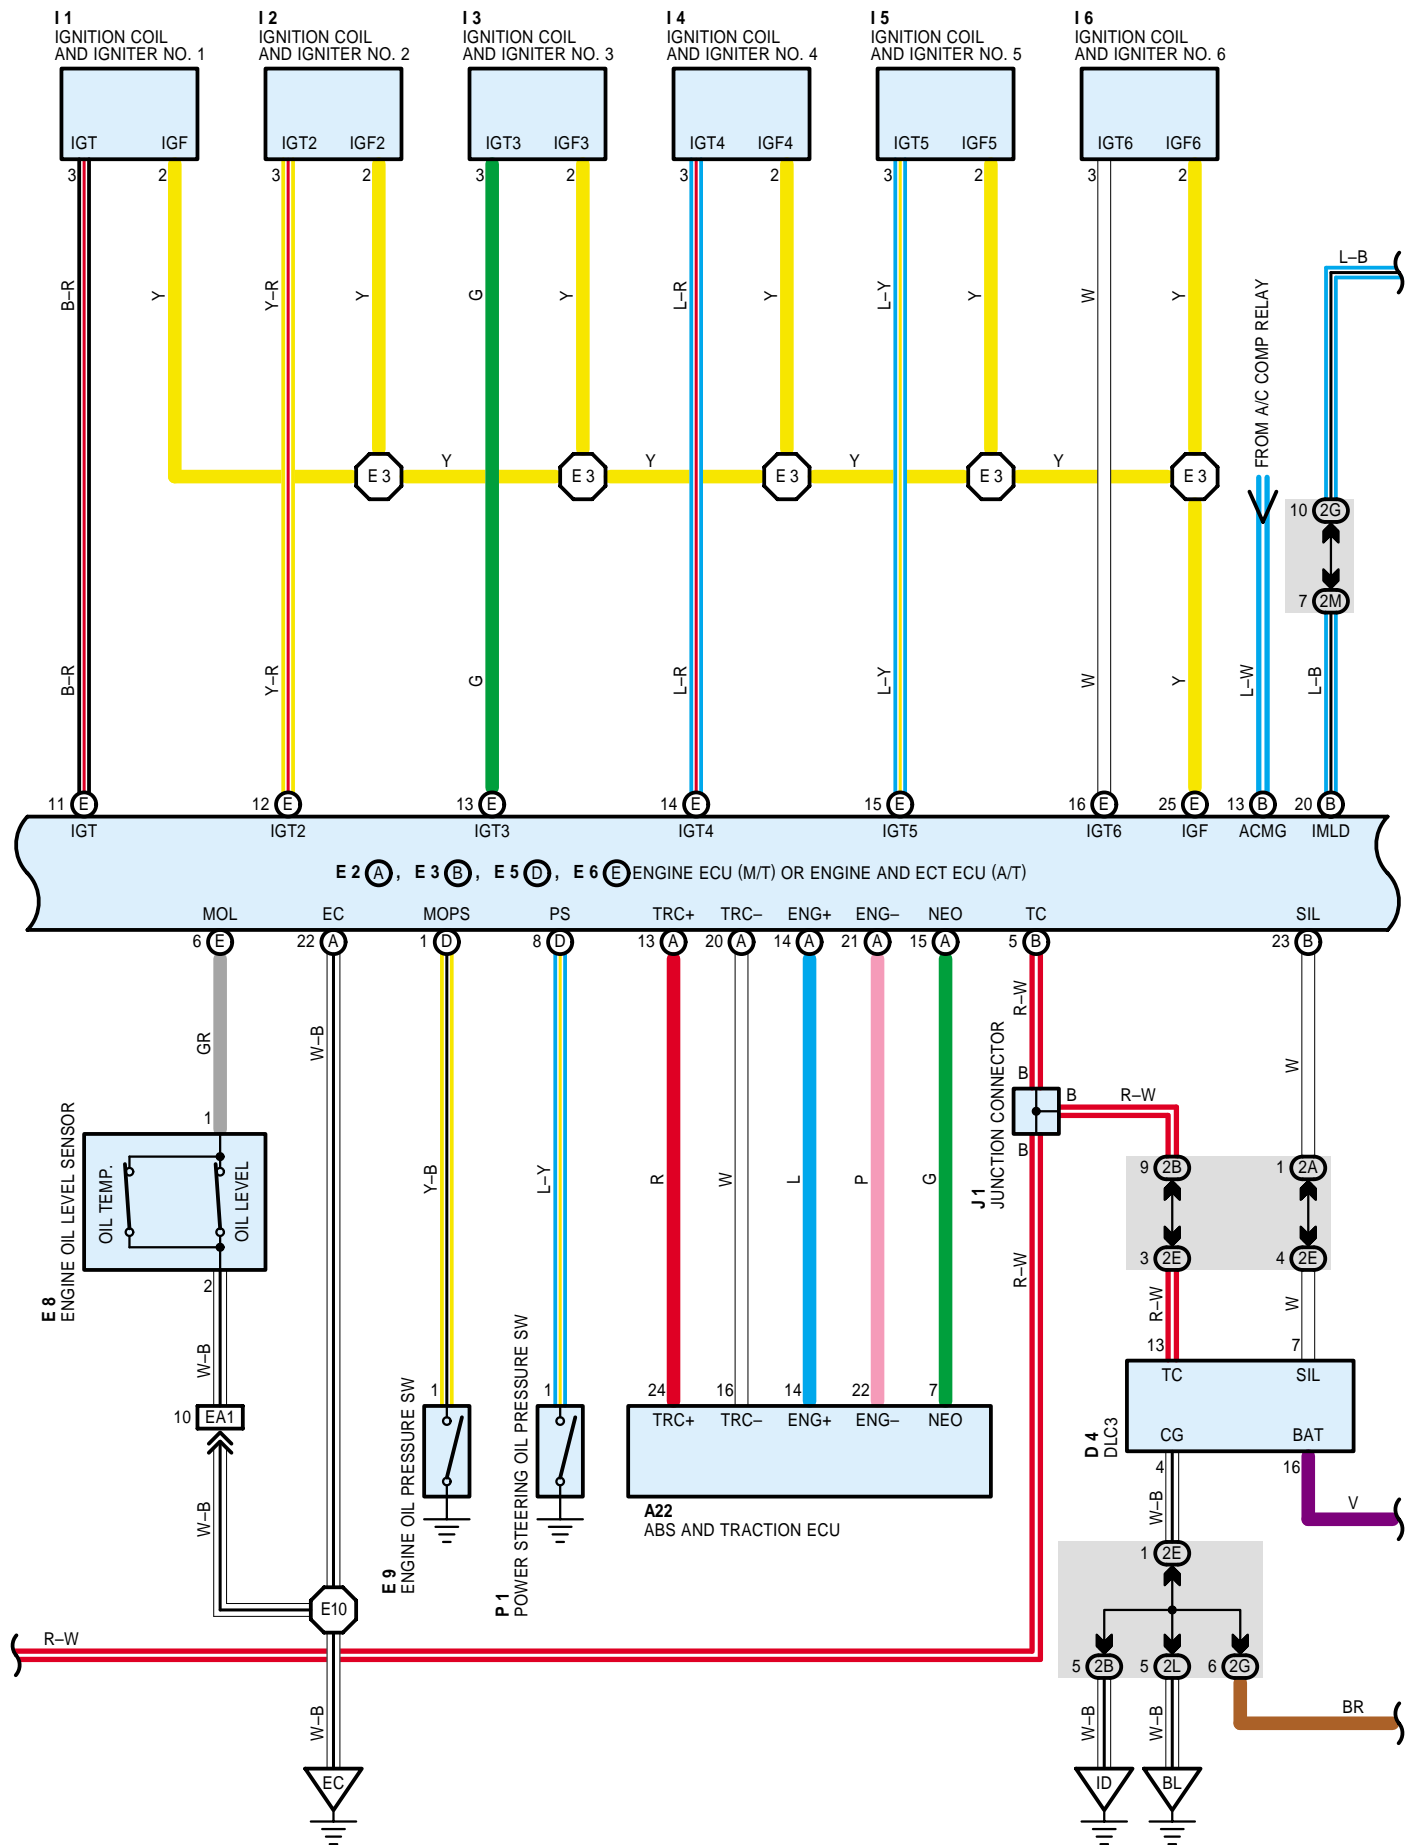 I 1
IGNITION COIL
AND IGNITER NO. 1
I 2
IGNITION COIL
AND IGNITER NO. 2
I 3
IGNITION COIL
AND IGNITER NO. 3
I 4
IGNITION COIL
AND IGNITER NO. 4
I 5
IGNITION COIL
AND IGNITER NO. 5
I 6
IGNITION COIL
AND IGNITER NO. 6
IGT IGF IGT2 IGF2 IGT3 IGF3 IGT4 IGF4 IGT5 IGF5 IGT6 IGF6
3 2 3 2 3 2 3 2 3 2 3 2
L–B
B–R Y Y–R Y G Y L–R Y L–Y Y W Y
FROM A/C COMP RELAY
Y Y Y Y
E 3 E 3 E 3 E 3 E 3
10 2G
7 2M
B–R Y–R G L–R L–Y W Y L–W L–B
11 E 12 E 13 E 14 E 15 E 16 E 25 E 13 B 20 B
IGT IGT2 IGT3 IGT4 IGT5 IGT6 IGF ACMG IMLD
E 2 A , E 3 B , E 5 D , E 6 E ENGINE ECU (M/T) OR ENGINE AND ECT ECU (A/T)
MOL EC MOPS PS TRC+ TRC– ENG+ ENG– NEO TC SIL
6 E 22 A 1 D 8 D 13 A 20 A 14 A 21 A 15 A 5 B 23 B
GR W–B R–W W
B
B R–W
B
J 1
JUNCTION CONNECTOR
1
OIL TEMP.
OIL LEVEL
E 8
ENGINE OIL LEVEL SENSOR
2
Y–B L–Y R W L P G
9 2B 1 2A
3 2E 4 2E
R–W R–W W
W–B
10 EA1
W–B
1
E 9
ENGINE OIL PRESSURE SW
1
P 1
POWER STEERING OIL PRESSURE SW
24 16 14 22 7
TRC+ TRC– ENG+ ENG– NEO
A22
ABS AND TRACTION ECU
13 7
TC SIL
CG BAT
D 4
DLC3
4 16
W–B V
1 2E
E10
R–W
5 2B 5 2L 6 2G
W–B W–B W–B BR
EC ID BL